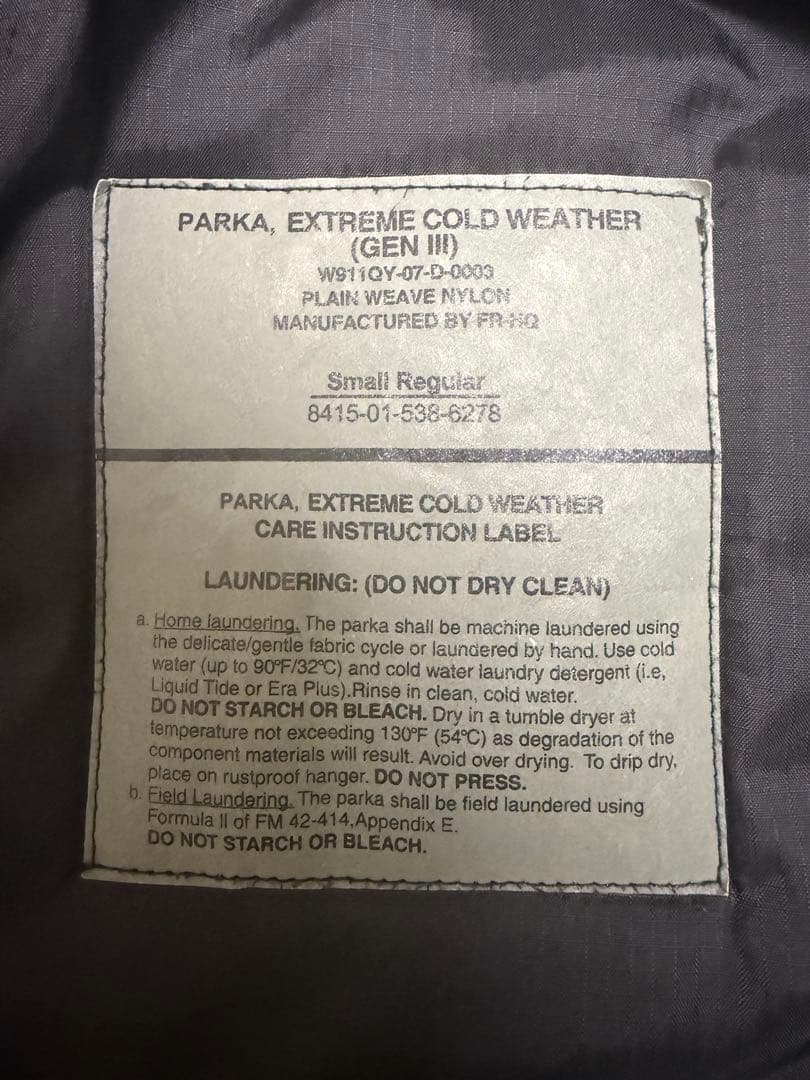 PARKA, EXTREME COLD WEATHER
(GEN III)
W911QY-07-D-0003
PLAIN WEAVE NYLON
MANUFACTURED BY FR-HQ
Small Regular
8415-01-538-6278
PARKA, EXTREME COLD WEATHER
CARE INSTRUCTION LABEL
LAUNDERING: (DO NOT DRY CLEAN)
a. Home laundering. The parka shall be machine laundered using
the delicate/gentle fabric cycle or laundered by hand. Use cold
water (up to 90°F/32°C) and cold water laundry detergent (i.e,
Liquid Tide or Era Plus).Rinse in clean, cold water.
DO NOT STARCH OR BLEACH. Dry in a tumble dryer at
temperature not exceeding 130°F (54°C) as degradation of the
component materials will result. Avoid over drying. To drip dry,
place on rustproof hanger. DO NOT PRESS.
b. Field Laundering. The parka shall be field laundered using
Formula II of FM 42-414,Appendix E.
DO NOT STARCH OR BLEACH.